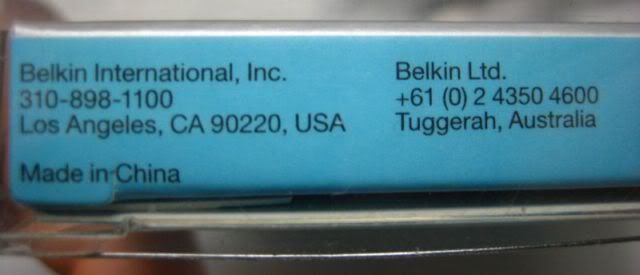 Belkin International, Inc.
310-898-1100
Los Angeles, CA 90220, USA
Made in China
Belkin Ltd.
+61 (0) 2 4350 4600
Tuggerah, Australia